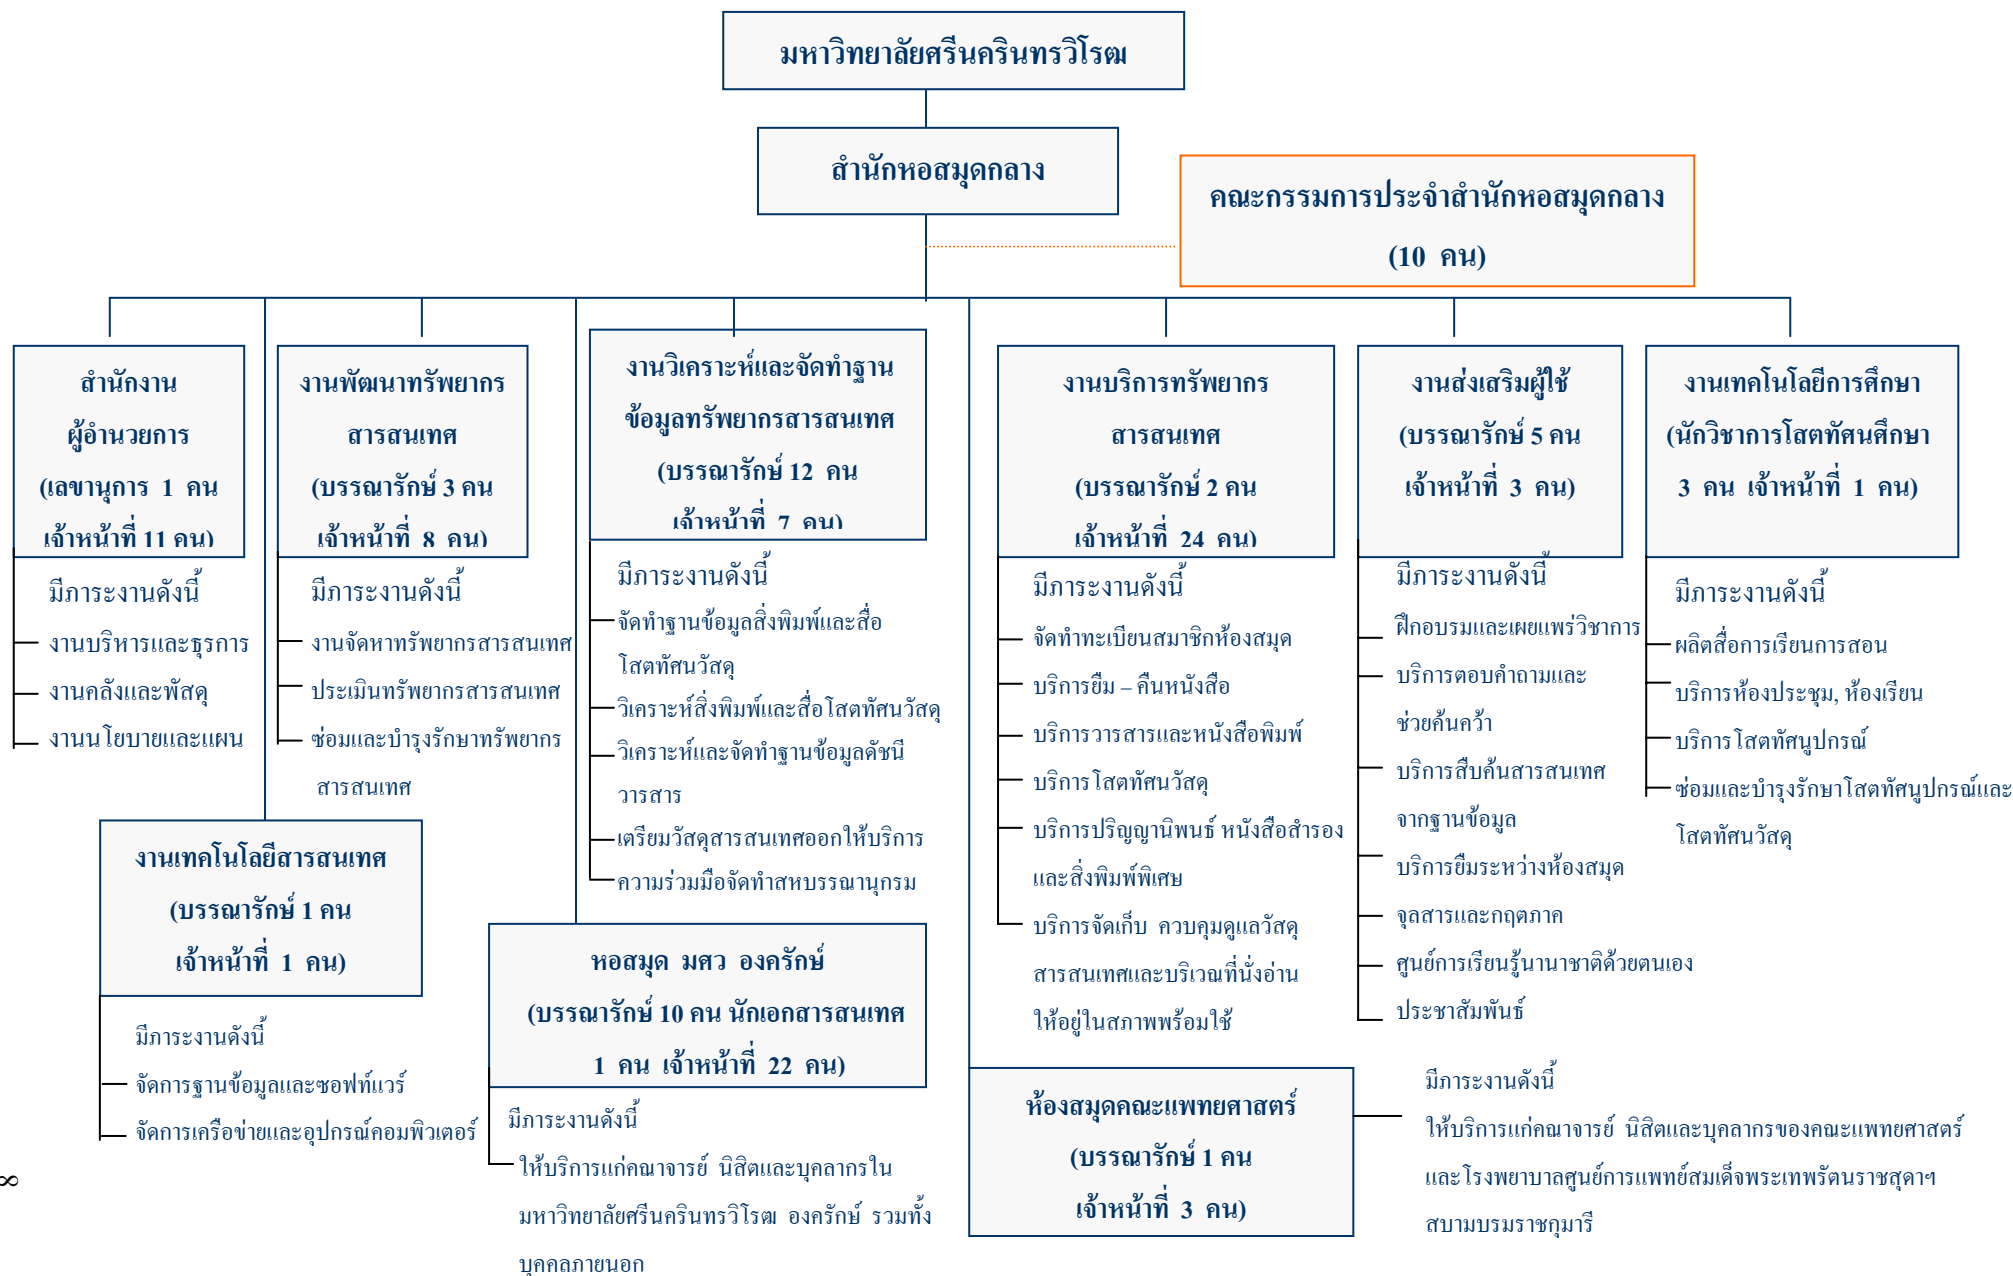 มหาวิทยาลัยศรีนครินทรวิโรฒ
สำนักหอสมุดกลาง
คณะกรรมการประจำสำนักหอสมุดกลาง
(10 คน)
สำนักงาน
ผู้อำนวยการ
(เลขานุการ 1 คน
เจ้าหน้าที่ 11 คน)
มีภาระงานดังนี้
งานบริหารและธุรการ
งานคลังและพัสดุ
งานนโยบายและแผน
งานพัฒนาทรัพยากร
สารสนเทศ
(บรรณารักษ์ 3 คน
เจ้าหน้าที่ 8 คน)
มีภาระงานดังนี้
งานจัดหาทรัพยากรสารสนเทศ
ประเมินทรัพยากรสารสนเทศ
ซ่อมและบำรุงรักษาทรัพยากร
สารสนเทศ
งานวิเคราะห์และจัดทำฐาน
ข้อมูลทรัพยากรสารสนเทศ
(บรรณารักษ์ 12 คน
เจ้าหน้าที่ 7 คน)
มีภาระงานดังนี้
จัดทำฐานข้อมูลสิ่งพิมพ์และสื่อ
โสตทัศนวัสดุ
วิเคราะห์สิ่งพิมพ์และสื่อโสตทัศนวัสดุ
วิเคราะห์และจัดทำฐานข้อมูลดัชนี
วารสาร
เตรียมวัสดุสารสนเทศออกให้บริการ
ความร่วมมือจัดทำสหบรรณานุกรม
งานบริการทรัพยากร
สารสนเทศ
(บรรณารักษ์ 2 คน
เจ้าหน้าที่ 24 คน)
มีภาระงานดังนี้
จัดทำทะเบียนสมาชิกห้องสมุด
บริการยืม – คืนหนังสือ
บริการวารสารและหนังสือพิมพ์
บริการโสตทัศนวัสดุ
บริการปริญญานิพนธ์ หนังสือสำรอง
และสิ่งพิมพ์พิเศษ
บริการจัดเก็บ ควบคุมดูแลวัสดุ
สารสนเทศและบริเวณที่นั่งอ่าน
ให้อยู่ในสภาพพร้อมใช้
งานส่งเสริมผู้ใช้
(บรรณารักษ์ 5 คน
เจ้าหน้าที่ 3 คน)
มีภาระงานดังนี้
ฝึกอบรมและเผยแพร่วิชาการ
บริการตอบคำถามและ
ช่วยค้นคว้า
บริการสืบค้นสารสนเทศ
จากฐานข้อมูล
บริการยืมระหว่างห้องสมุด
จุลสารและกฤตภาค
ศูนย์การเรียนรู้นานาชาติด้วยตนเอง
ประชาสัมพันธ์
งานเทคโนโลยีการศึกษา
(นักวิชาการโสตทัศนศึกษา
3 คน เจ้าหน้าที่ 1 คน)
มีภาระงานดังนี้
ผลิตสื่อการเรียนการสอน
บริการห้องประชุม, ห้องเรียน
บริการโสตทัศนูปกรณ์
ซ่อมและบำรุงรักษาโสตทัศนูปกรณ์และ
โสตทัศนวัสดุ
งานเทคโนโลยีสารสนเทศ
(บรรณารักษ์ 1 คน
เจ้าหน้าที่ 1 คน)
มีภาระงานดังนี้
จัดการฐานข้อมูลและซอฟท์แวร์
จัดการเครือข่ายและอุปกรณ์คอมพิวเตอร์
หอสมุด มศว องครักษ์
(บรรณารักษ์ 10 คน นักเอกสารสนเทศ
1 คน เจ้าหน้าที่ 22 คน)
มีภาระงานดังนี้
ให้บริการแก่คณาจารย์ นิสิตและบุคลากรใน
มหาวิทยาลัยศรีนครินทรวิโรฒ องครักษ์ รวมทั้ง
บุคคลภายนอก
ห้องสมุดคณะแพทยศาสตร์
(บรรณารักษ์ 1 คน
เจ้าหน้าที่ 3 คน)
มีภาระงานดังนี้
ให้บริการแก่คณาจารย์ นิสิตและบุคลากรของคณะแพทยศาสตร์
และโรงพยาบาลศูนย์การแพทย์สมเด็จพระเทพรัตนราชสุดาฯ
สบามบรมราชกุมารี
8